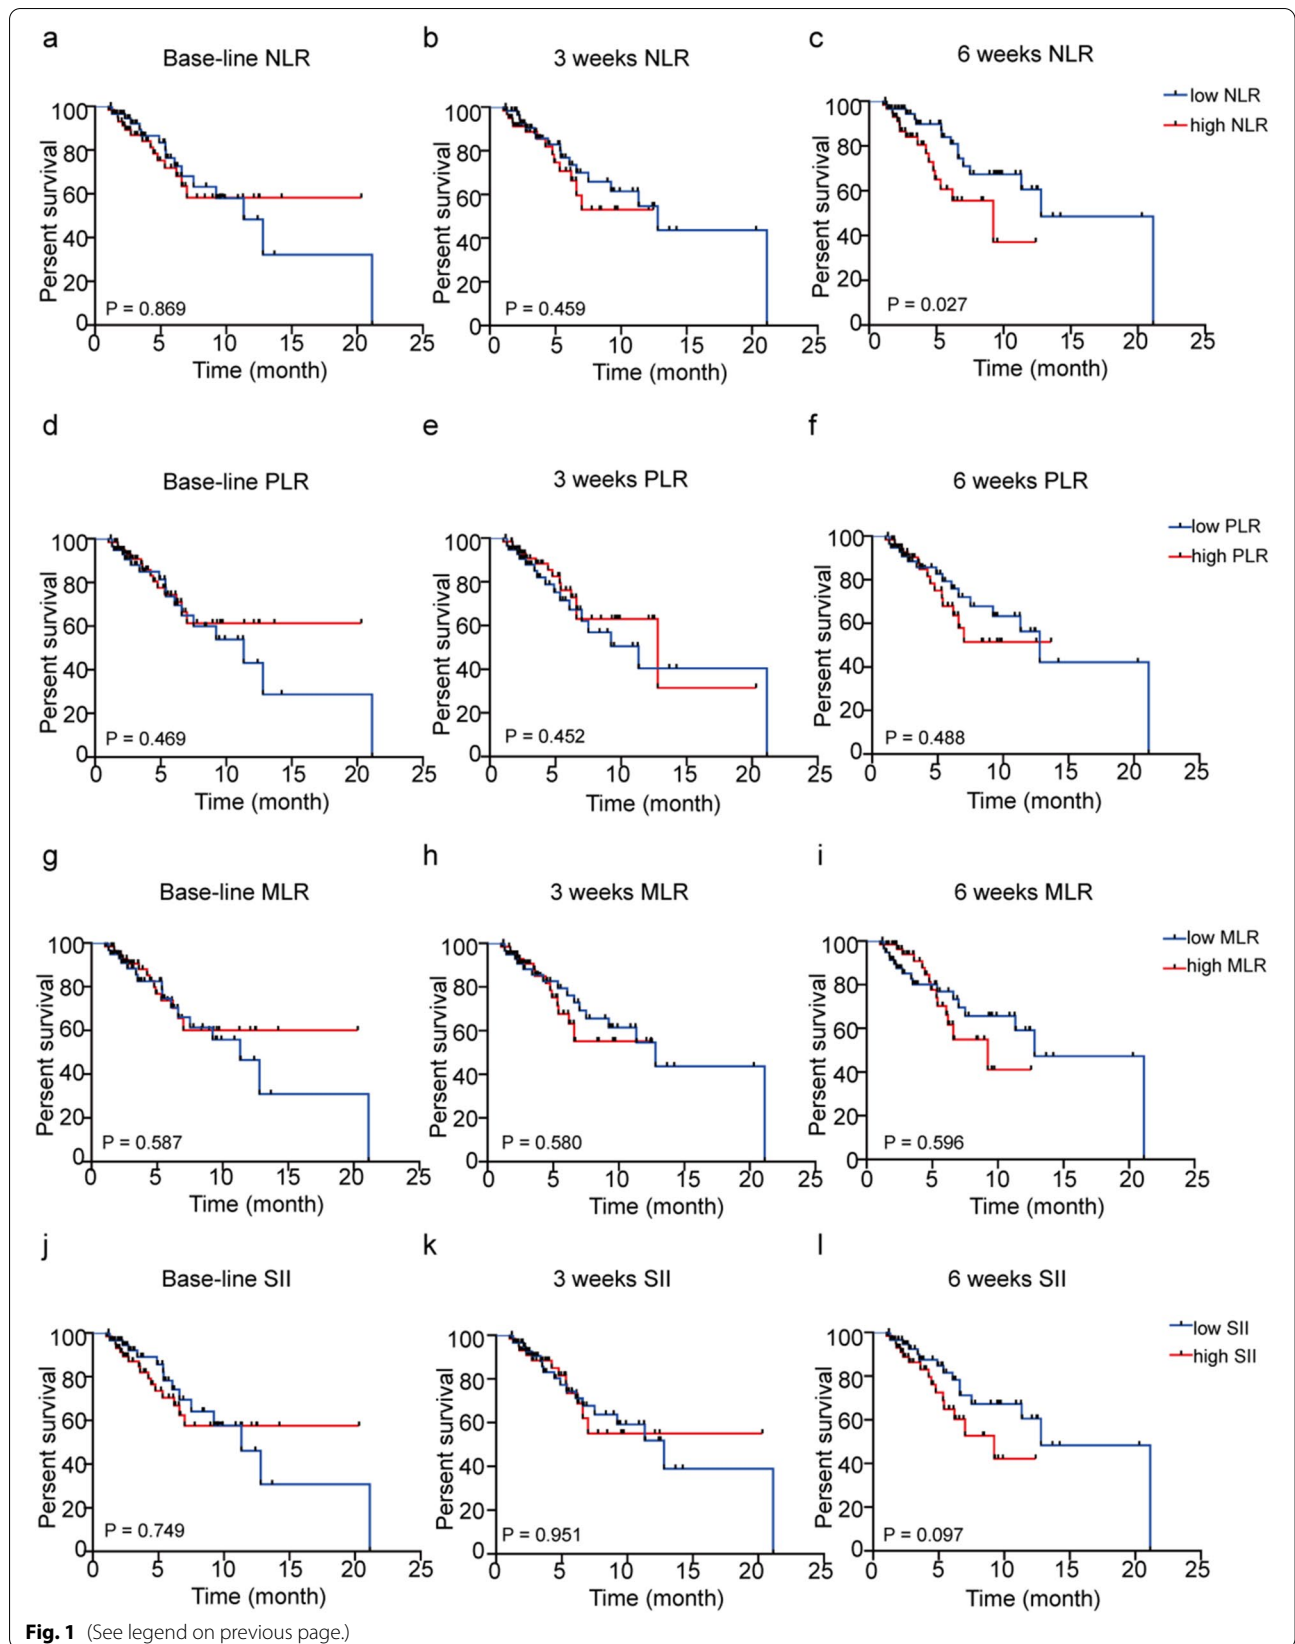 a
Base-line NLR
100
80
60
40
20
0
Persent survival
P = 0.869
0 5 10 15 20 25
Time (month)
b
3 weeks NLR
100
80
60
40
20
0
Persent survival
P = 0.459
0 5 10 15 20 25
Time (month)
c
6 weeks NLR
100
80
60
40
20
0
Persent survival
P = 0.027
0 5 10 15 20 25
Time (month)
low NLR
high NLR
d
Base-line PLR
100
80
60
40
20
0
Persent survival
P = 0.469
0 5 10 15 20 25
Time (month)
e
3 weeks PLR
100
80
60
40
20
0
Persent survival
P = 0.452
0 5 10 15 20 25
Time (month)
f
6 weeks PLR
100
80
60
40
20
0
Persent survival
P = 0.488
0 5 10 15 20 25
Time (month)
low PLR
high PLR
g
Base-line MLR
100
80
60
40
20
0
Persent survival
P = 0.587
0 5 10 15 20 25
Time (month)
h
3 weeks MLR
100
80
60
40
20
0
Persent survival
P = 0.580
0 5 10 15 20 25
Time (month)
i
6 weeks MLR
100
80
60
40
20
0
Persent survival
P = 0.596
0 5 10 15 20 25
Time (month)
low MLR
high MLR
j
Base-line SII
100
80
60
40
20
0
Persent survival
P = 0.749
0 5 10 15 20 25
Time (month)
k
3 weeks SII
100
80
60
40
20
0
Persent survival
P = 0.951
0 5 10 15 20 25
Time (month)
l
6 weeks SII
100
80
60
40
20
0
Persent survival
P = 0.097
0 5 10 15 20 25
Time (month)
low SII
high SII
Fig. 1 (See legend on previous page.)